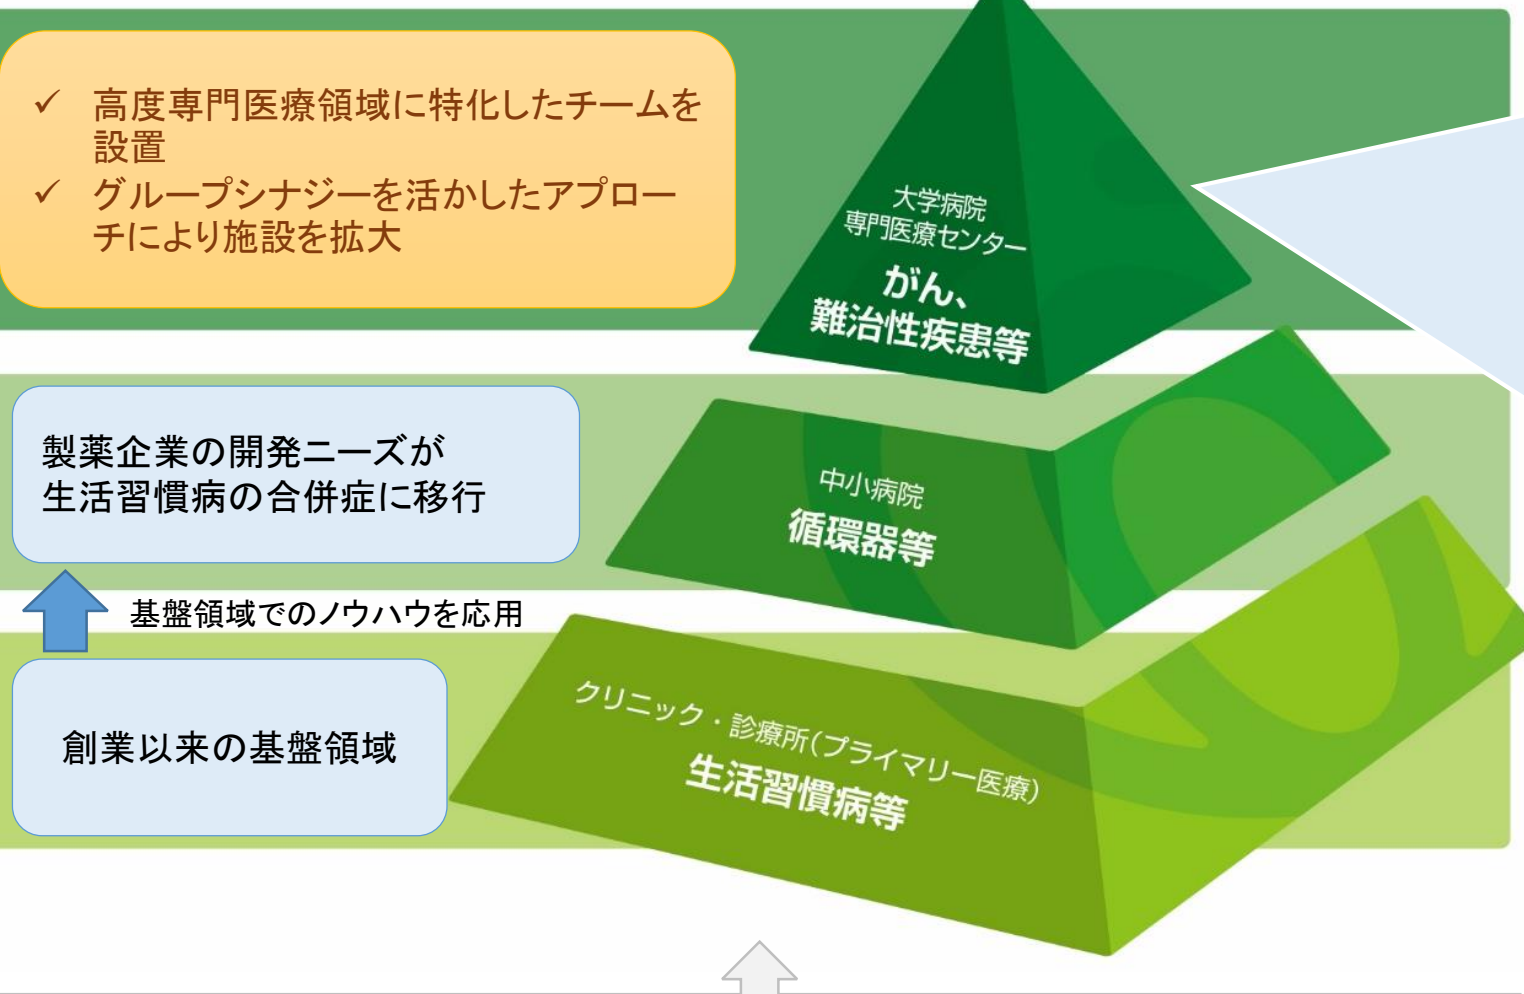 ✓ 高度専門医療領域に特化したチームを
設置
✓ グループシナジーを活かしたアプロー
チにより施設を拡大
大学病院
専門医療センター
がん、
難治性疾患等
製薬企業の開発ニーズが
生活習慣病の合併症に移行
中小病院
循環器等
基盤領域でのノウハウを応用
創業以来の基盤領域
クリニック・診療所(プライマリー医療)
生活習慣病等